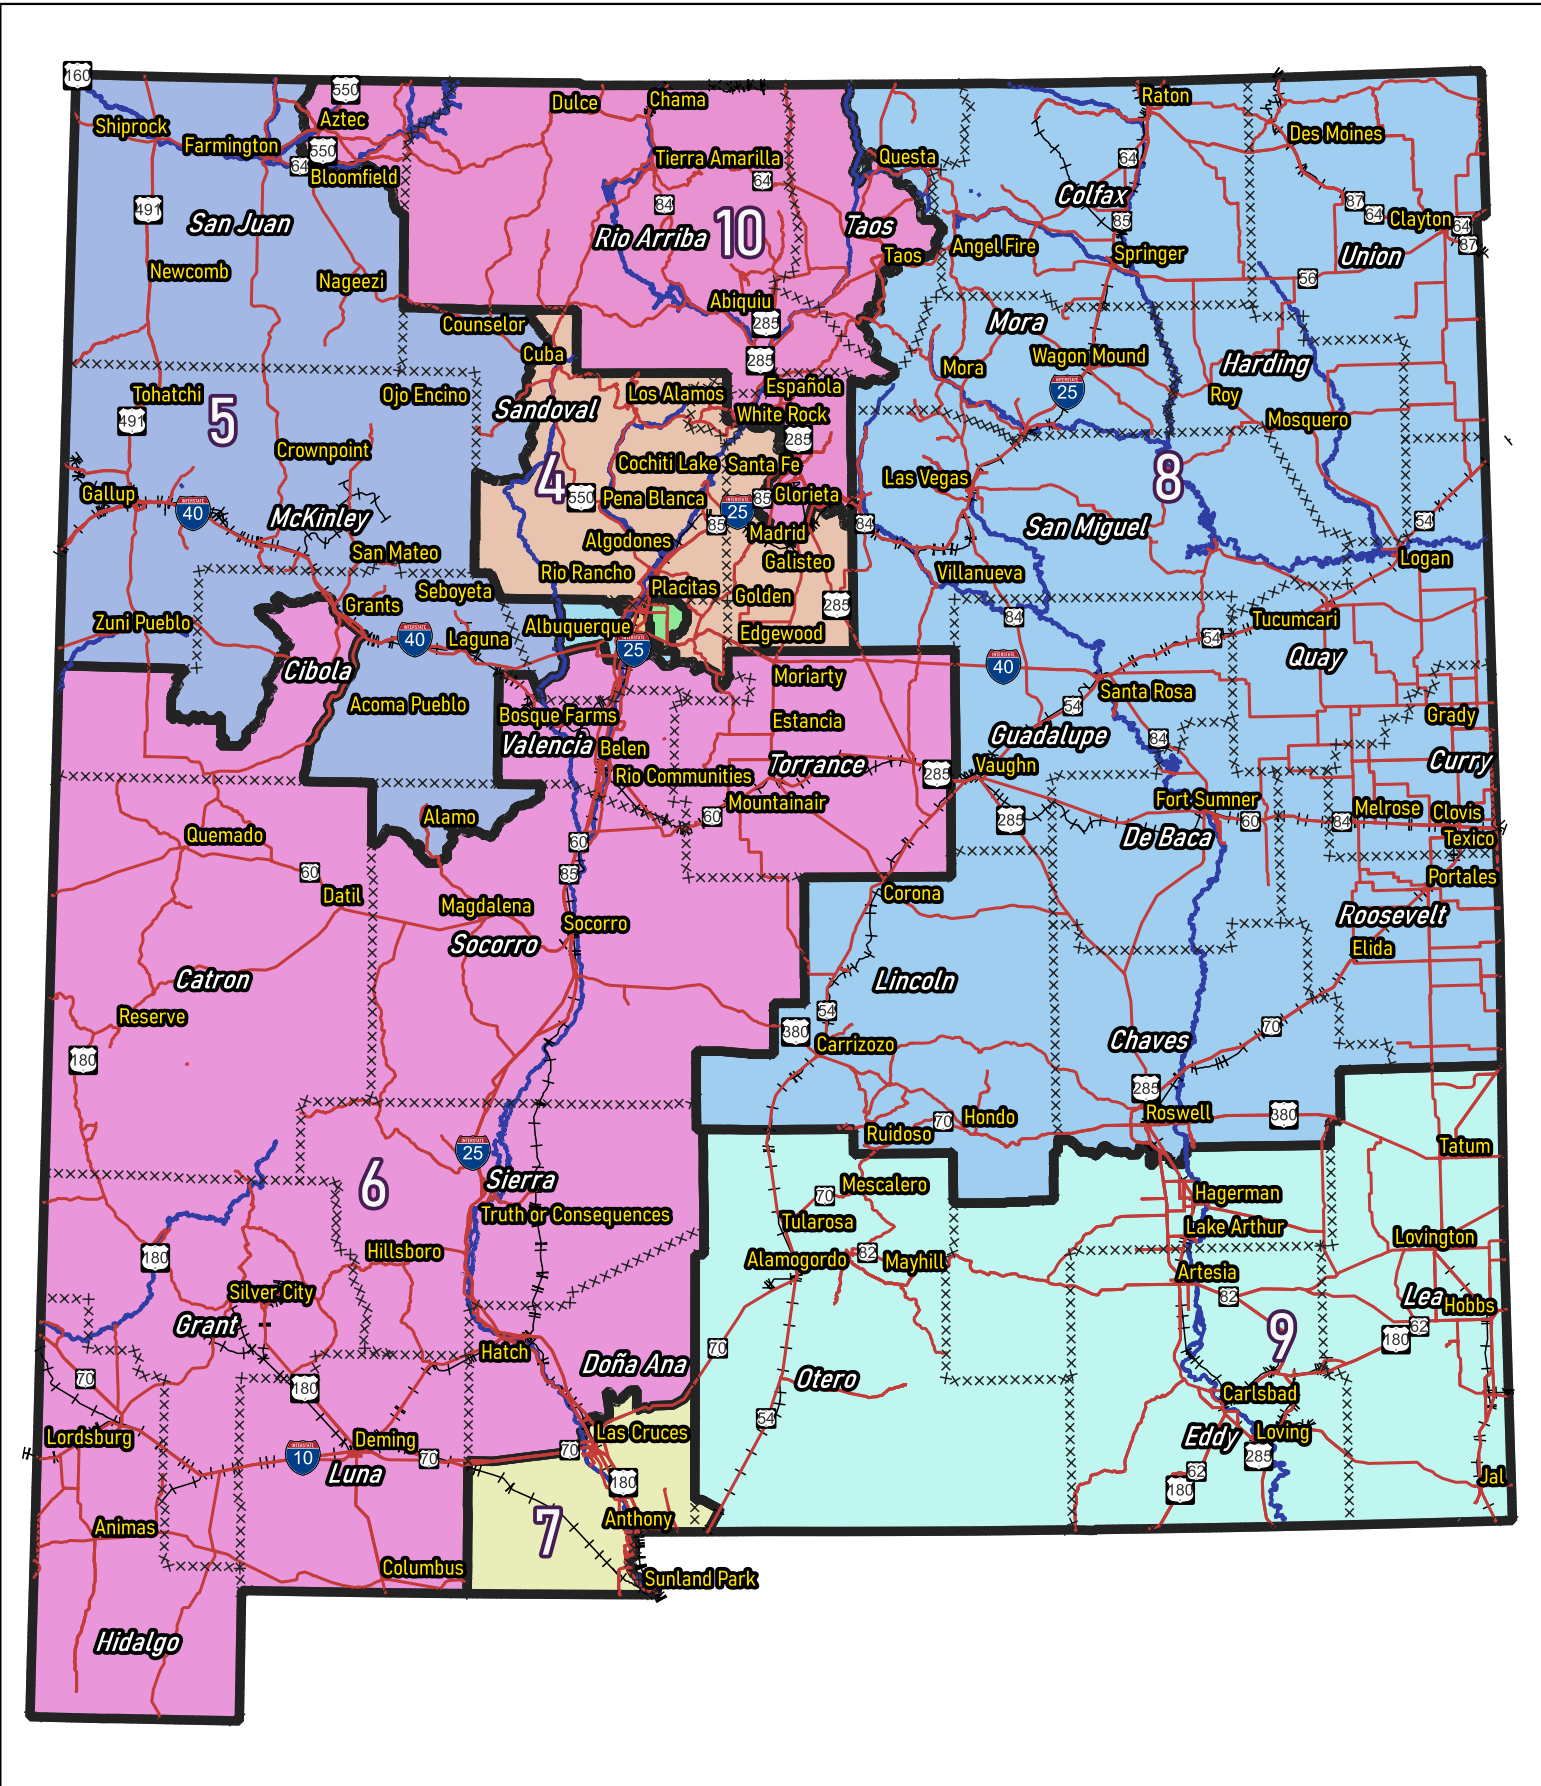 160
550
Dulce
Chama
Raton
Shiprock
Aztec
Des Moines
Farmington
550
64
Bloomfield
Tierra Amarilla
64
Questa
64
491
San Juan
84
Rio Arriba
10
Taos
Colfax
85
87
64
Clayton
64
87
Newcomb
Nageezi
Taos
Angel Fire
Springer
Union
56
Abiquiu
285
Counselor
Mora
Cuba
285
Wagon Mound
Harding
Mora
25
Tohatchi
Ojo Encino
Los Alamos
Española
Roy
491
5
Sandoval
White Rock
285
Mosquero
Crownpoint
4
Cochiti Lake
Santa Fe
Las Vegas
8
Gallup
INTERSTATE
40
550
Pena Blanca
25
85
Glorieta
McKinley
85
Madrid
84
San Miguel
54
San Mateo
Algodones
Galisteo
Logan
Rio Rancho
Villanueva
Seboyeta
Placitas
Golden
285
Grants
84
Tucumcari
Zuni Pueblo
Albuquerque
Edgewood
54
INTERSTATE
40
Laguna
25
Quay
Cibola
INTERSTATE
40
Moriarty
Santa Rosa
Acoma Pueblo
54
Bosque Farms
Estancia
Grady
Valencia
Belen
Guadalupe
84
Torrance
Vaughn
Curry
Rio Communities
285
Mountainair
Fort Sumner
Melrose
Clovis
Alamo
60
285
60
84
Quemado
60
De Baca
Texico
60
85
Portales
Datil
Corona
Magdalena
Socorro
Roosevelt
Socorro
Elida
Catron
Lincoln
Reserve
54
380
70
180
Carrizozo
Chaves
285
Roswell
380
Hondo
70
Ruidoso
INTERSTATE
25
Tatum
6
Sierra
Mescalero
70
Hagerman
Truth or Consequences
Tularosa
Lake Arthur
Lovington
180
Hillsboro
Alamogordo
82
Mayhill
Artesia
Silver City
82
Lea
Hobbs
Grant
9
62
180
Hatch
70
Doña Ana
70
Otero
180
Carlsbad
54
Lordsburg
Deming
Las Cruces
Eddy
Loving
INTERSTATE
10
70
70
285
Luna
180
62
180
Jal
Animas
7
Anthony
Columbus
Sunland Park
Hidalgo